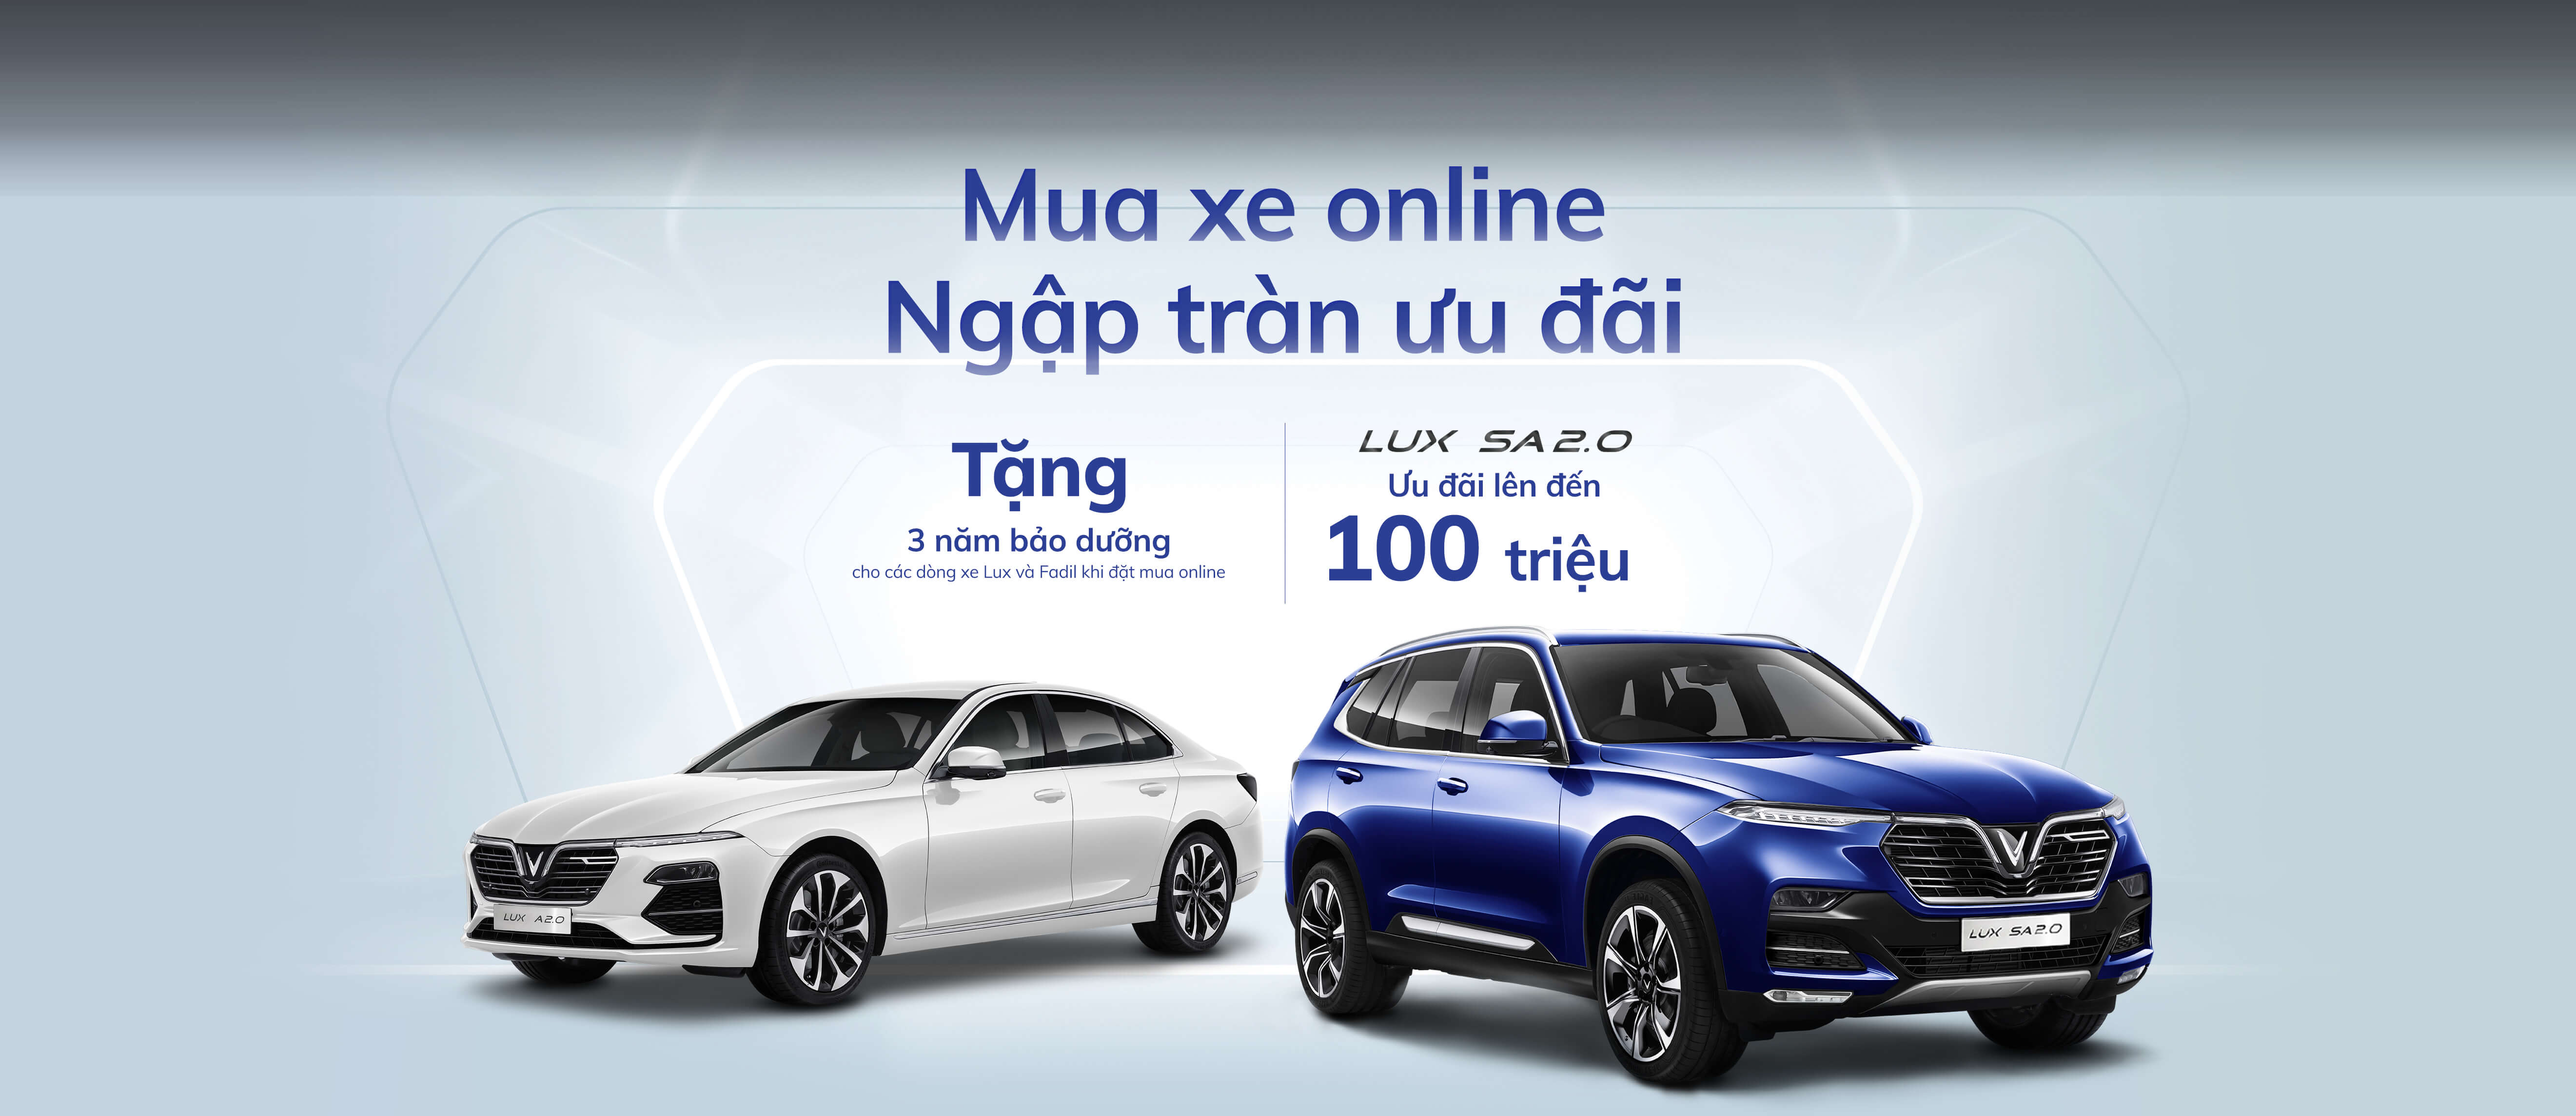 Mua xe online
Ngập tràn ưu đãi
Tặng
3 năm bảo dưỡng
cho các dòng xe Lux và Fadil khi đặt mua online
LUX SA2.0
Ưu đãi lên đến
100 triệu
LUX A2.0
LUX SA2.0